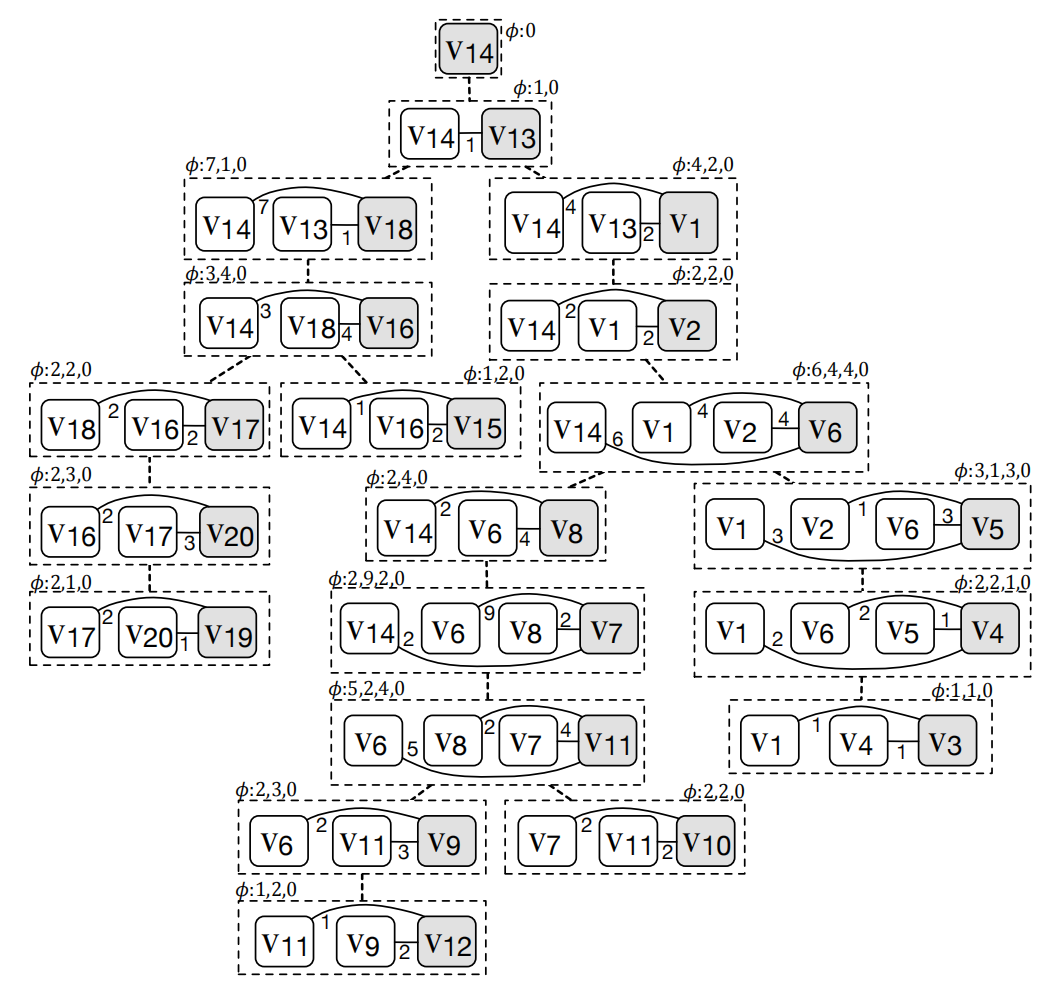 ϕ:0
V14
ϕ:1,0
V14 1 V13
ϕ:7,1,0
V14 7 V13 1 V18
ϕ:4,2,0
V14 4 V13 2 V1
ϕ:3,4,0
V14 3 V18 4 V16
ϕ:2,2,0
V14 2 V1 2 V2
ϕ:2,2,0
V18 2 V16 2 V17
ϕ:1,2,0
V14 1 V16 2 V15
ϕ:6,4,4,0
V14 6 V1 4 V2 4 V6
ϕ:2,3,0
V16 2 V17 3 V20
ϕ:2,4,0
V14 2 V6 4 V8
ϕ:3,1,3,0
V1 3 V2 1 V6 3 V5
ϕ:2,1,0
V17 2 V20 1 V19
ϕ:2,9,2,0
V14 2 V6 9 V8 2 V7
ϕ:2,2,1,0
V1 2 V6 2 V5 1 V4
ϕ:5,2,4,0
V6 5 V8 2 V7 4 V11
ϕ:1,1,0
V1 1 V4 1 V3
ϕ:2,3,0
V6 2 V11 3 V9
ϕ:2,2,0
V7 2 V11 2 V10
ϕ:1,2,0
V11 1 V9 2 V12